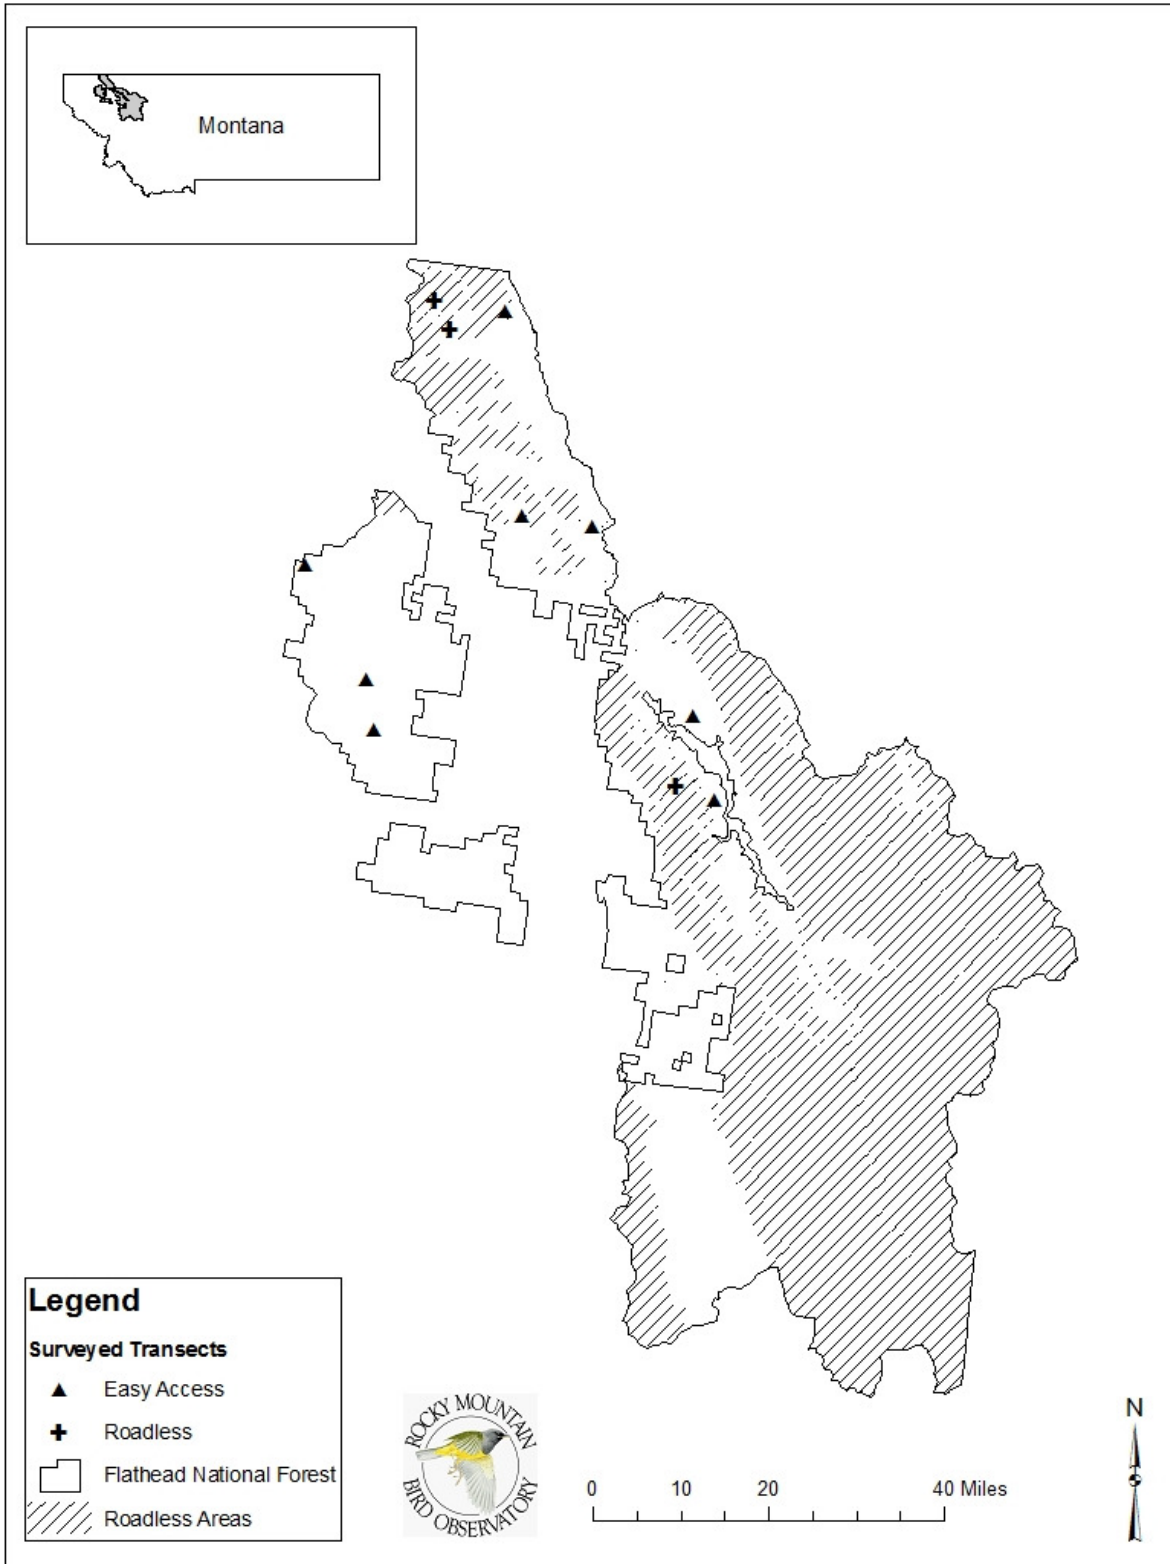 Montana
Legend
Surveyed Transects
Easy Access
Roadless
Flathead National Forest
Roadless Areas
ROCKY MOUNTAIN
BIRD OBSERVATORY
0 10 20 40 Miles
N